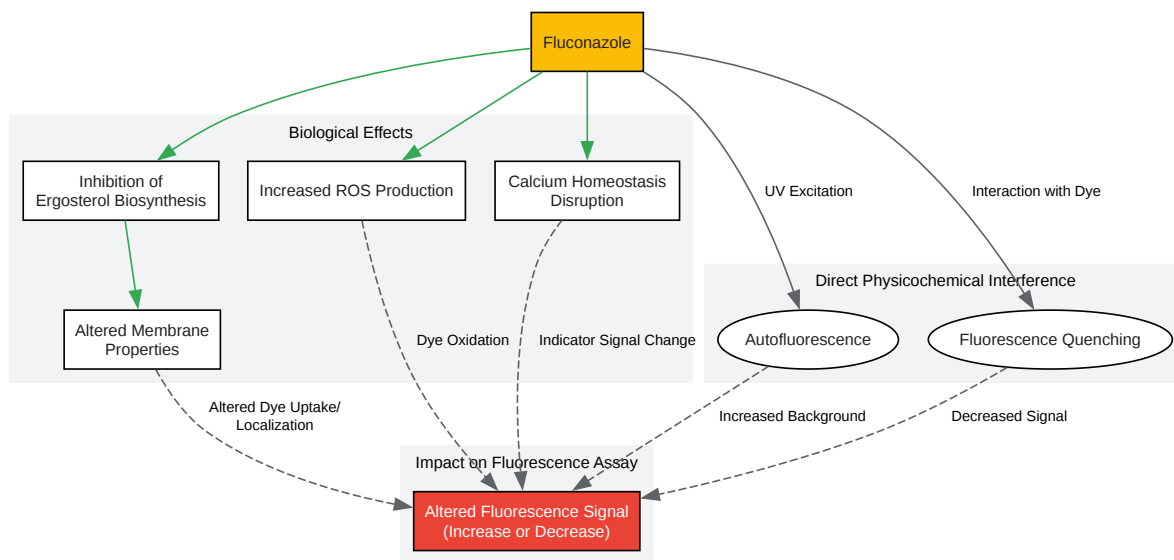 Fluconazole
Biological Effects
Inhibition of
Ergosterol Biosynthesis
Increased ROS Production
Calcium Homeostasis
Disruption
UV Excitation
Interaction with Dye
Direct Physicochemical Interference
Altered Membrane
Properties
Dye Oxidation
Indicator Signal Change
Autofluorescence
Fluorescence Quenching
Altered Dye Uptake/
Localization
Increased Background
Decreased Signal
Impact on Fluorescence Assay
Altered Fluorescence Signal
(Increase or Decrease)